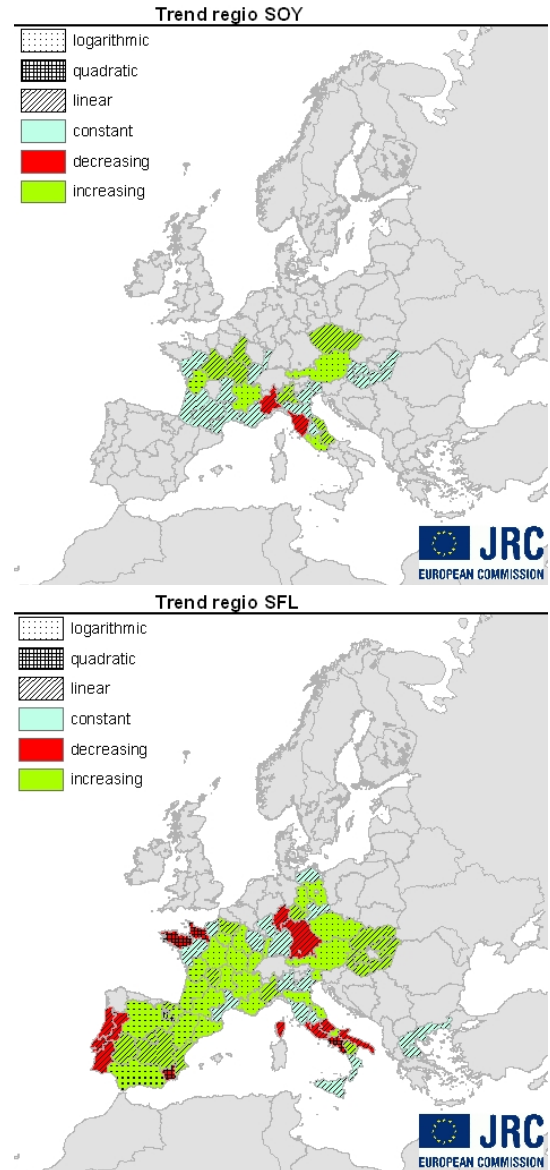 Trend regio SOY
logarithmic
quadratic
linear
constant
decreasing
increasing
JRC
EUROPEAN COMMISSION
Trend regio SFL
logarithmic
quadratic
linear
constant
decreasing
increasing
JRC
EUROPEAN COMMISSION